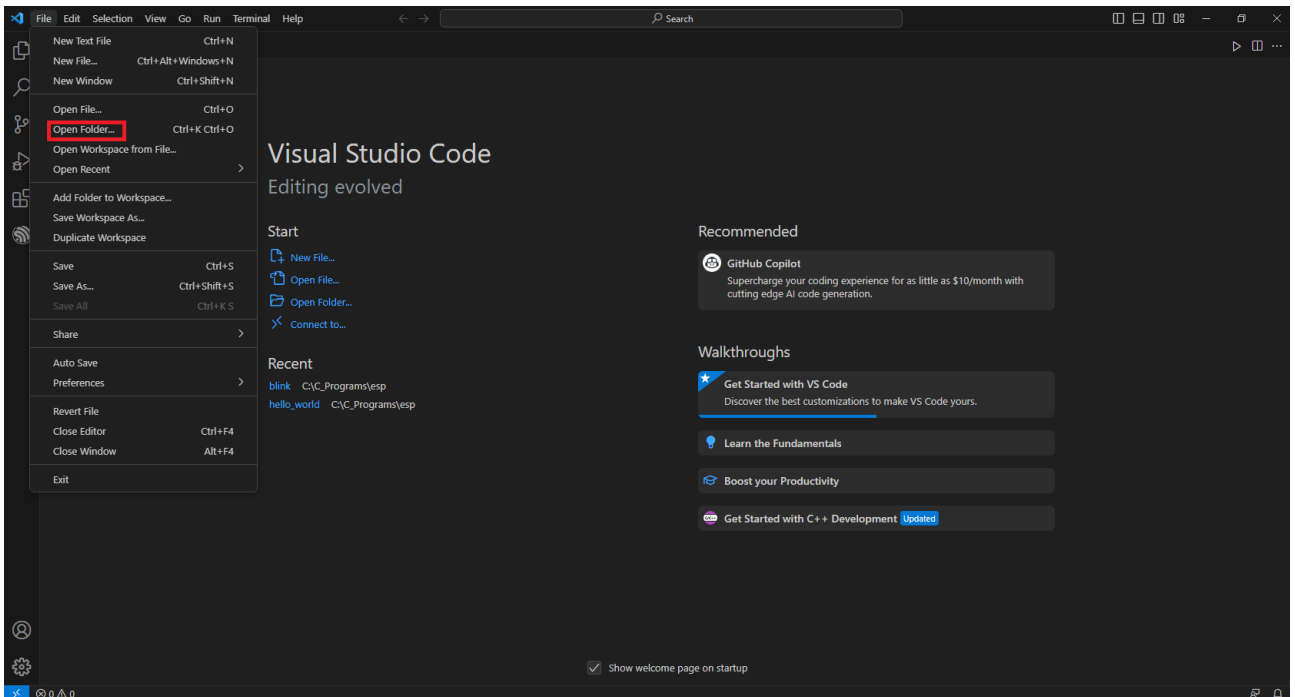 File Edit Selection View Go Run Terminal Help Search
New Text File Ctrl+N
New File... Ctrl+Alt+Windows+N
New Window Ctrl+Shift+N
Open File... Ctrl+O
Open Folder... Ctrl+K Ctrl+O
Open Workspace from File...
Open Recent
Add Folder to Workspace...
Save Workspace As...
Duplicate Workspace
Save Ctrl+S
Save As... Ctrl+Shift+S
Save All Ctrl+K S
Share
Auto Save
Preferences
Revert File
Close Editor Ctrl+F4
Close Window Alt+F4
Exit
Visual Studio Code
Editing evolved
Start
New File...
Open File...
Open Folder...
Connect to...
Recent
blink C:\C_Programs\esp
hello_world C:\C_Programs\esp
Recommended
GitHub Copilot
Supercharge your coding experience for as little as $10/month with
cutting edge AI code generation.
Walkthroughs
Get Started with VS Code
Discover the best customizations to make VS Code yours.
Learn the Fundamentals
Boost your Productivity
Get Started with C++ Development Updated
Show welcome page on startup
0 0